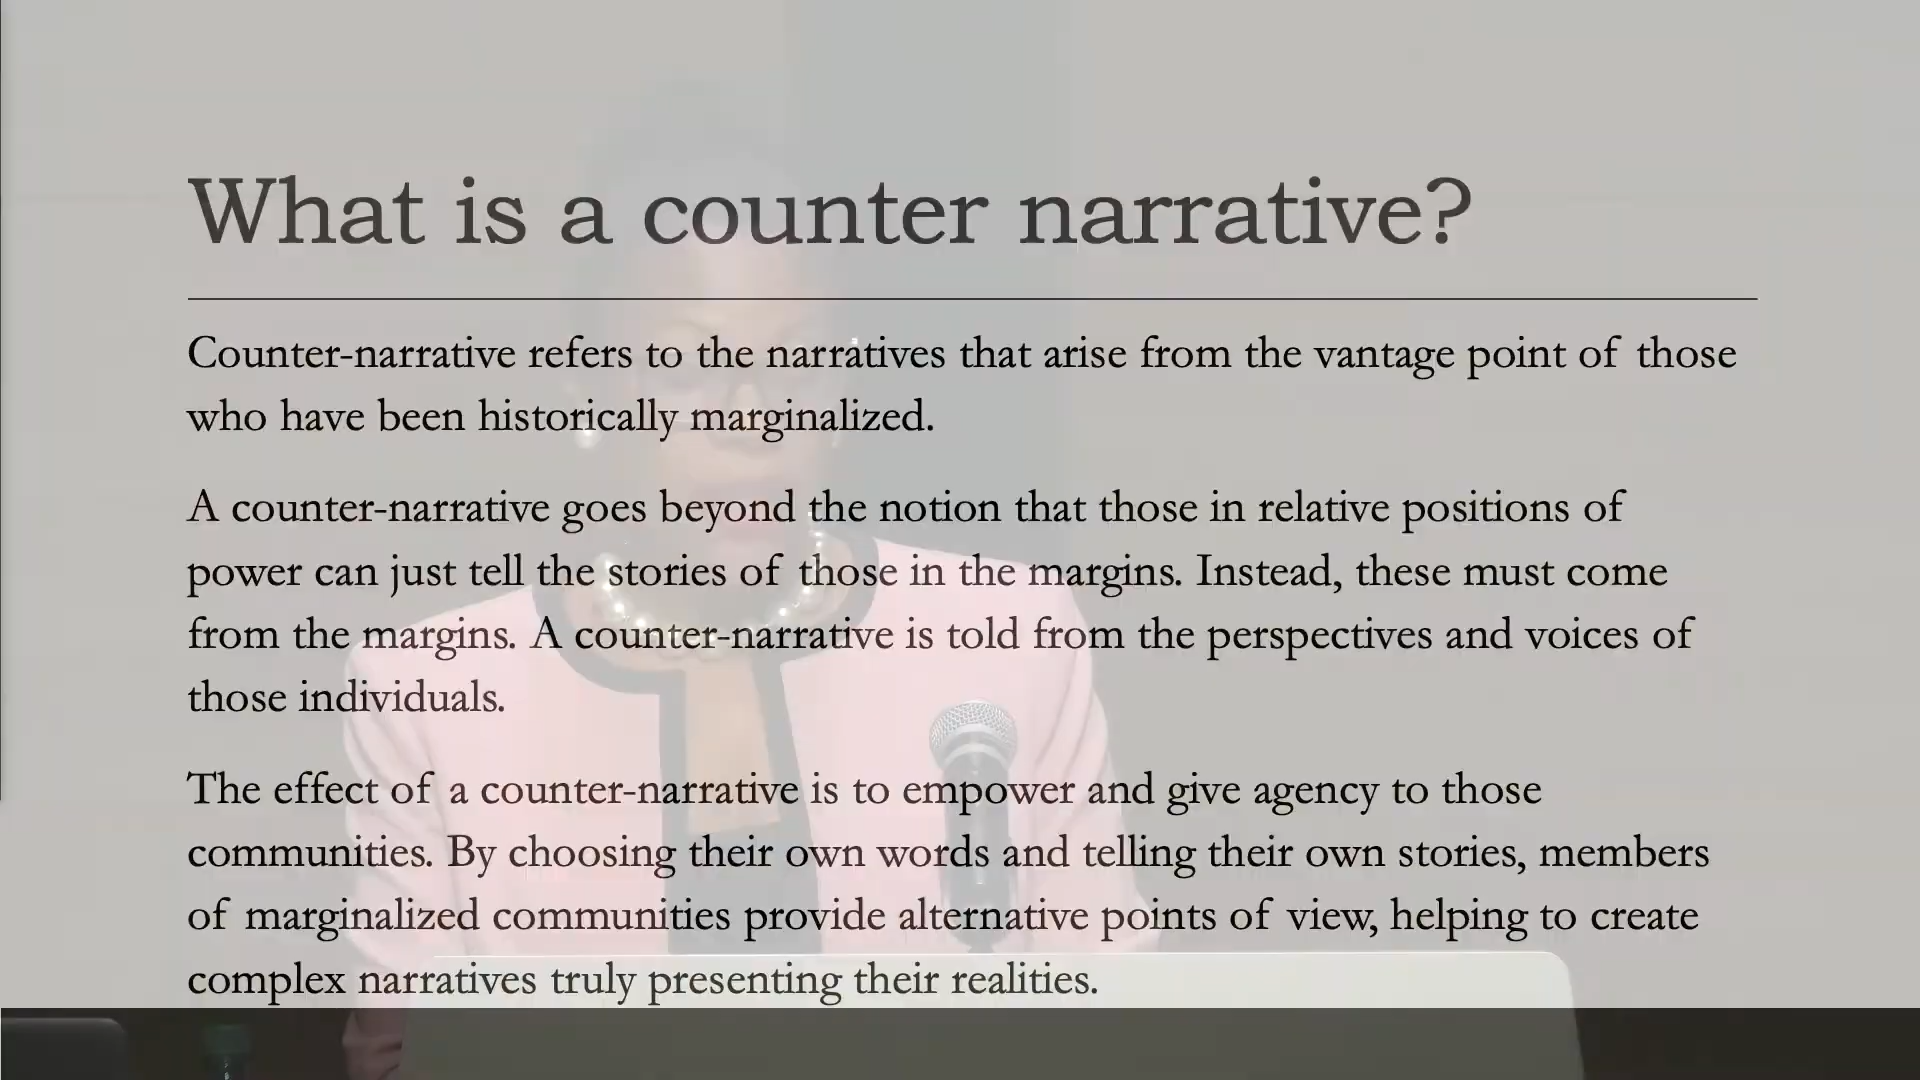 What is a counter narrative?
Counter-narrative refers to the narratives that arise from the vantage point of those
who have been historically marginalized.
A counter-narrative goes beyond the notion that those in relative positions of
power can just tell the stories of those in the margins. Instead, these must come
from the margins. A counter-narrative is told from the perspectives and voices of
those individuals.
The effect of a counter-narrative is to empower and give agency to those
communities. By choosing their own words and telling their own stories, members
of marginalized communities provide alternative points of view, helping to create
complex narratives truly presenting their realities.